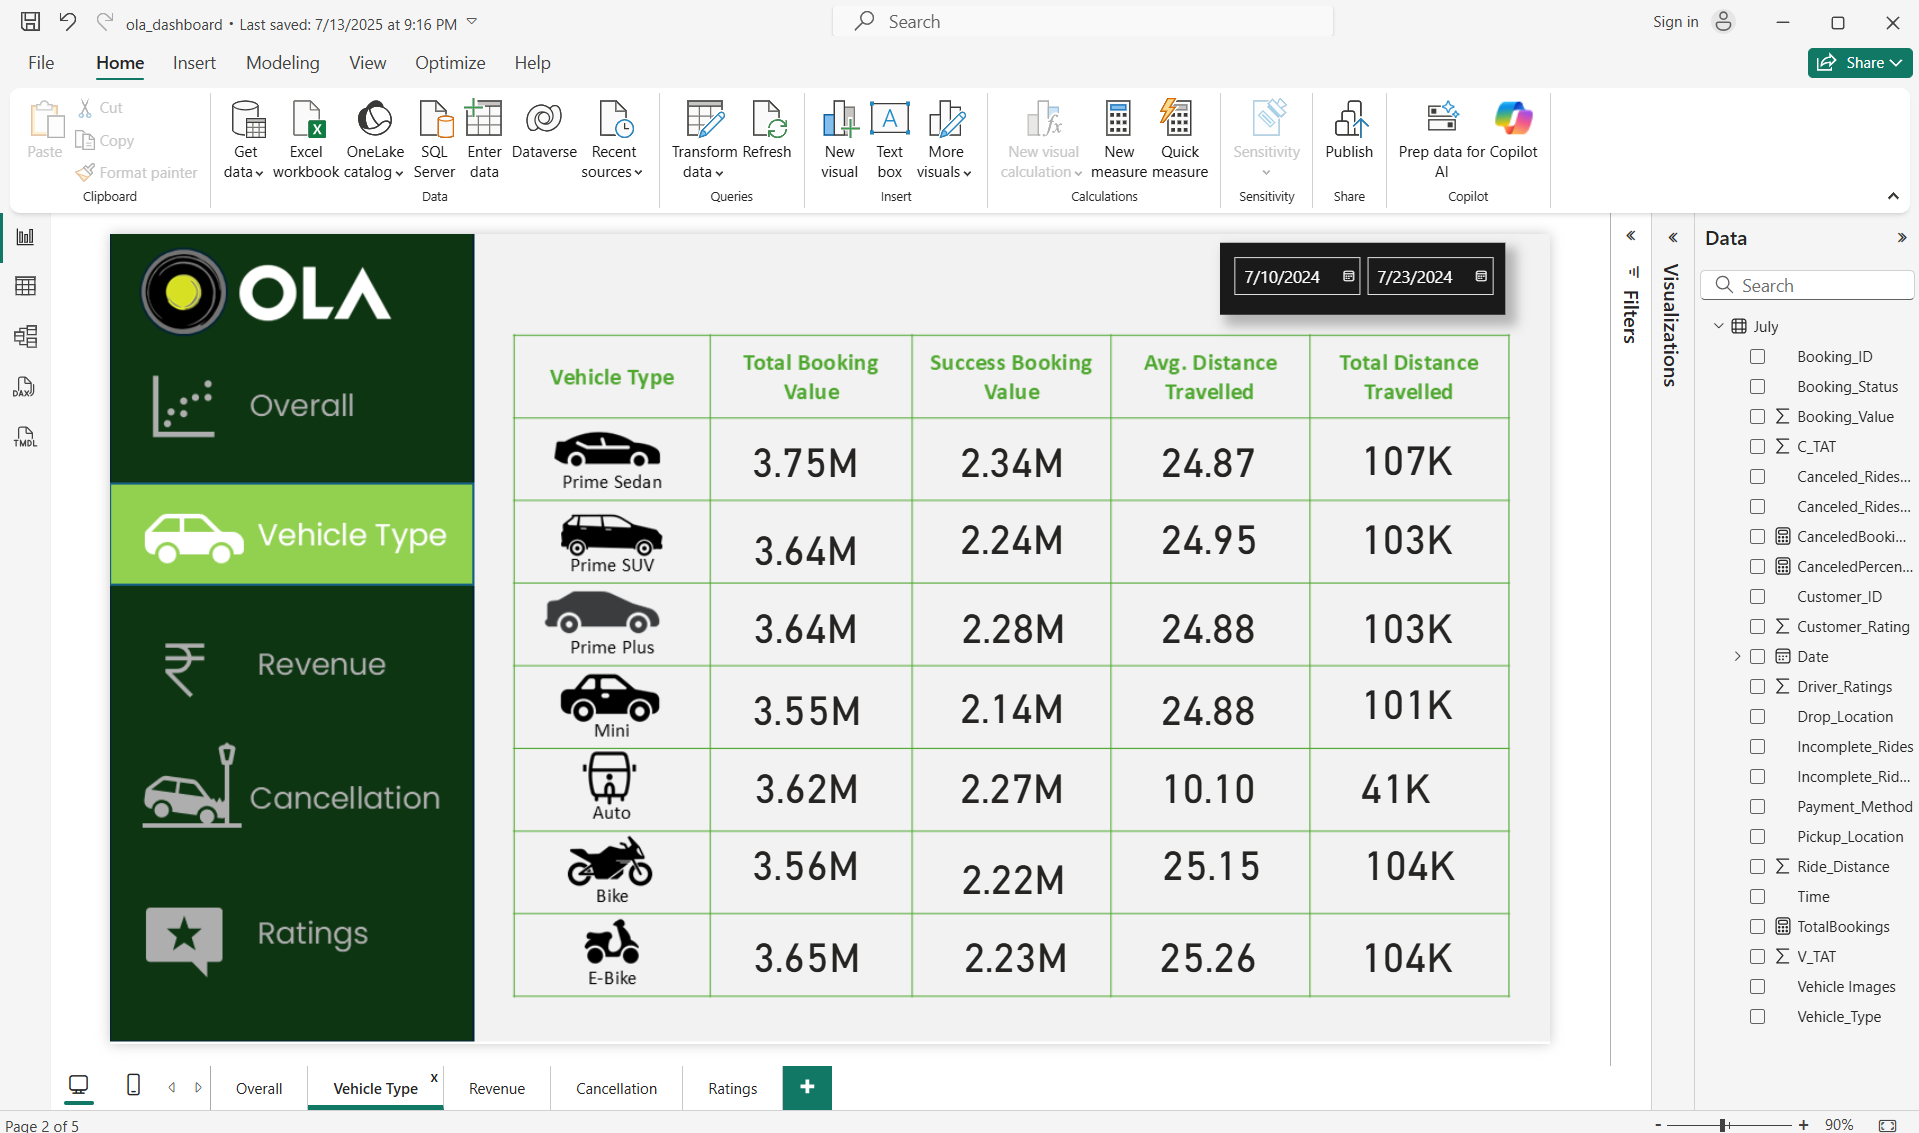 ola_dashboard • Last saved: 7/13/2025 at 9:16 PM
Search
Sign in
File Home Insert Modeling View Optimize Help
Share
Paste
Cut
Copy
Format painter
Clipboard
Get data
Excel workbook
OneLake catalog
SQL Server
Enter data
Dataverse
Recent sources
Data
Transform data
Refresh
Queries
New visual
Text box
More visuals
Insert
New visual calculation
New measure
Quick measure
Calculations
Sensitivity
Sensitivity
Publish
Share
Prep data for AI
Copilot
Copilot
DAX
TMDL
OLA
Overall
Vehicle Type
Revenue
Cancellation
Ratings
7/10/2024 7/23/2024
Vehicle Type Total Booking Value Success Booking Value Avg. Distance Travelled Total Distance Travelled
Prime Sedan 3.75M 2.34M 24.87 107K
Prime SUV 3.64M 2.24M 24.95 103K
Prime Plus 3.64M 2.28M 24.88 103K
Mini 3.55M 2.14M 24.88 101K
Auto 3.62M 2.27M 10.10 41K
Bike 3.56M 2.22M 25.15 104K
E-Bike 3.65M 2.23M 25.26 104K
Filters
Visualizations
Data
Search
July
Booking_ID
Booking_Status
Booking_Value
C_TAT
Canceled_Rides...
Canceled_Rides...
CanceledBooki...
CanceledPercen...
Customer_ID
Customer_Rating
Date
Driver_Ratings
Drop_Location
Incomplete_Rides
Incomplete_Rid...
Payment_Method
Pickup_Location
Ride_Distance
Time
TotalBookings
V_TAT
Vehicle Images
Vehicle_Type
Overall Vehicle Type x Revenue Cancellation Ratings +
Page 2 of 5
- + 90%